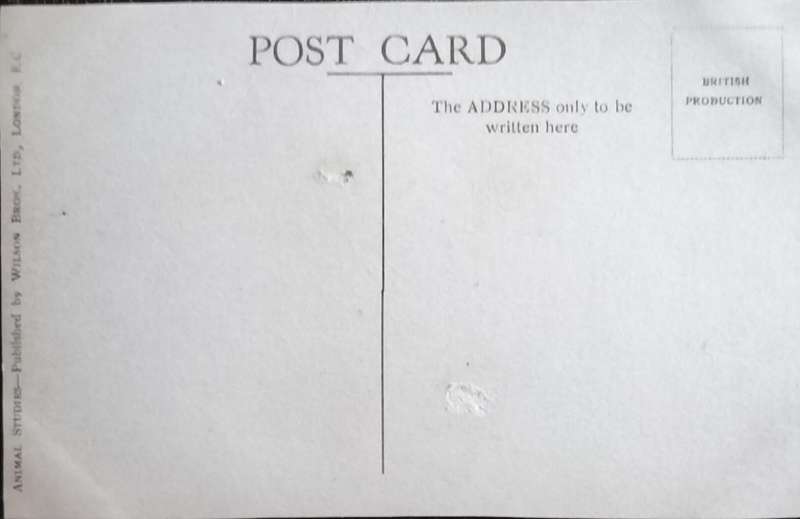 POST CARD
The ADDRESS only to be
written here
BRITISH
PRODUCTION
ANIMAL STUDIES—Published by WILSON BROS, LTD, LONDON E.C